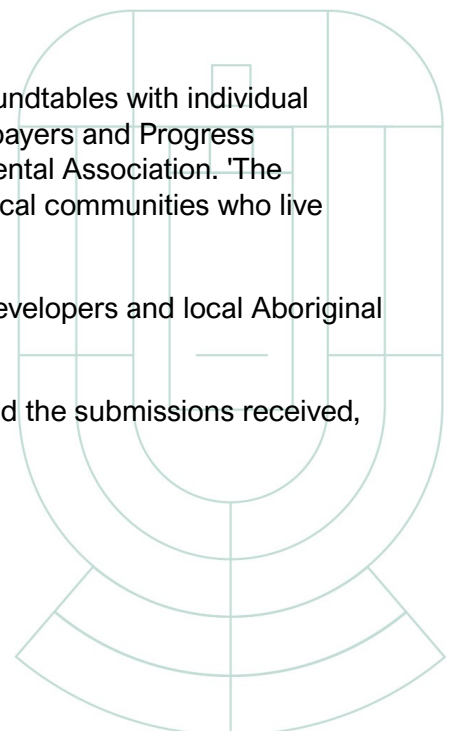 undtables with individual
payers and Progress
ental Association. 'The
cal communities who live
evelopers and local Aboriginal
d the submissions received,